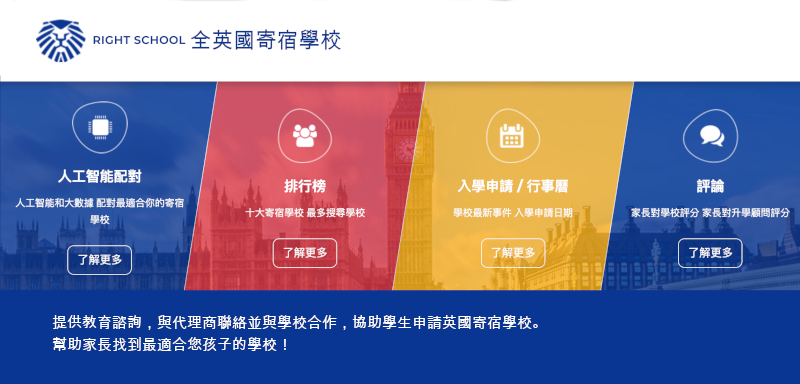 RIGHT SCHOOL 全英國寄宿學校
人工智能配對
人工智能和大數據 配對最適合你的寄宿
學校
了解更多
排行榜
十大寄宿學校 最多搜尋學校
了解更多
入學申請 / 行事曆
學校最新事件 入學申請日期
了解更多
評論
家長對學校評分 家長對升學顧問評分
了解更多
提供教育諮詢，與代理商聯絡並與學校合作，協助學生申請英國寄宿學校。
幫助家長找到最適合您孩子的學校！